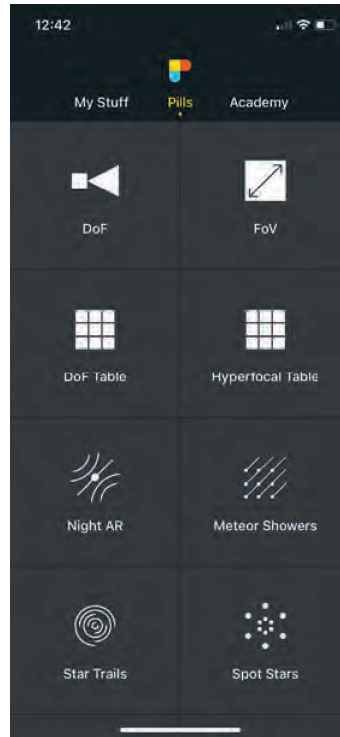 12:42
My Stuff Pills Academy
DoF FoV
DoF Table Hyperfocal Table
Night AR Meteor Showers
Star Trails Spot Stars